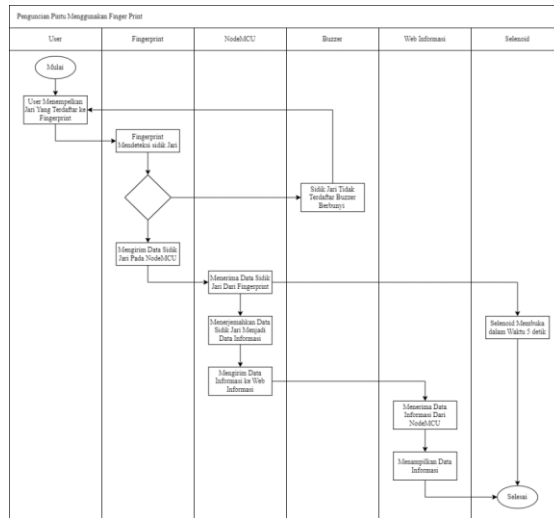 Penguncian Pintu Menggunakan Finger Print
User
Fingerprint
NodeMCU
Buzzer
Web Informasi
Selenoid
Mulai
User Menempelkan
Jari Yang Terdaftar ke
Fingerprint
Fingerprint
Mendeteksi sidik Jari
Sidik Jari Tidak
Terdaftar Buzzer
Berbunyi
Mengirim Data Sidik
Jari Pada NodeMCU
Menerima Data Sidik
Jari Dari Fingerprint
Menerjemahkan Data
Sidik Jari Menjadi
Data Informasi
Selenoid Membuka
dalam Waktu 5 detik
Mengirim Data
Informasi ke Web
Informasi
Menerima Data
Informasi Dari
NodeMCU
Menampilkan Data
Informasi
Selesai